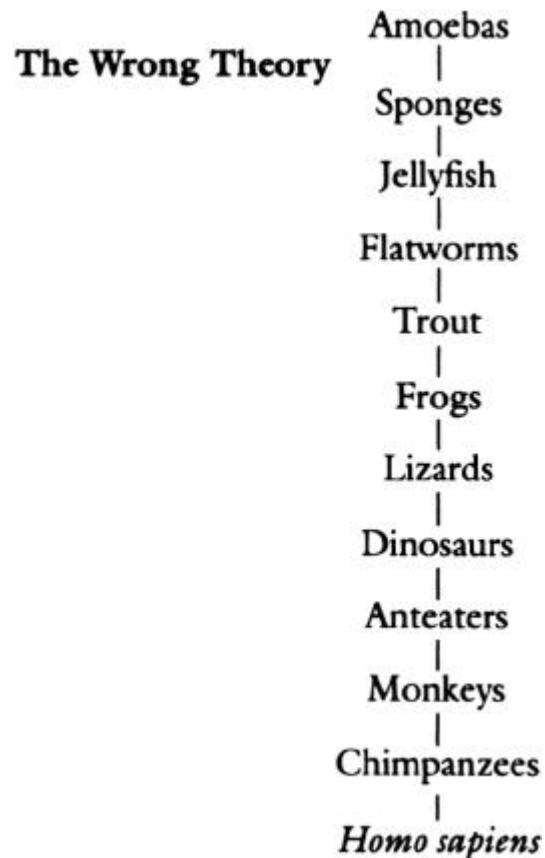 The Wrong Theory
Amoebas
Sponges
Jellyfish
Flatworms
Trout
Frogs
Lizards
Dinosaurs
Anteaters
Monkeys
Chimpanzees
Homo sapiens